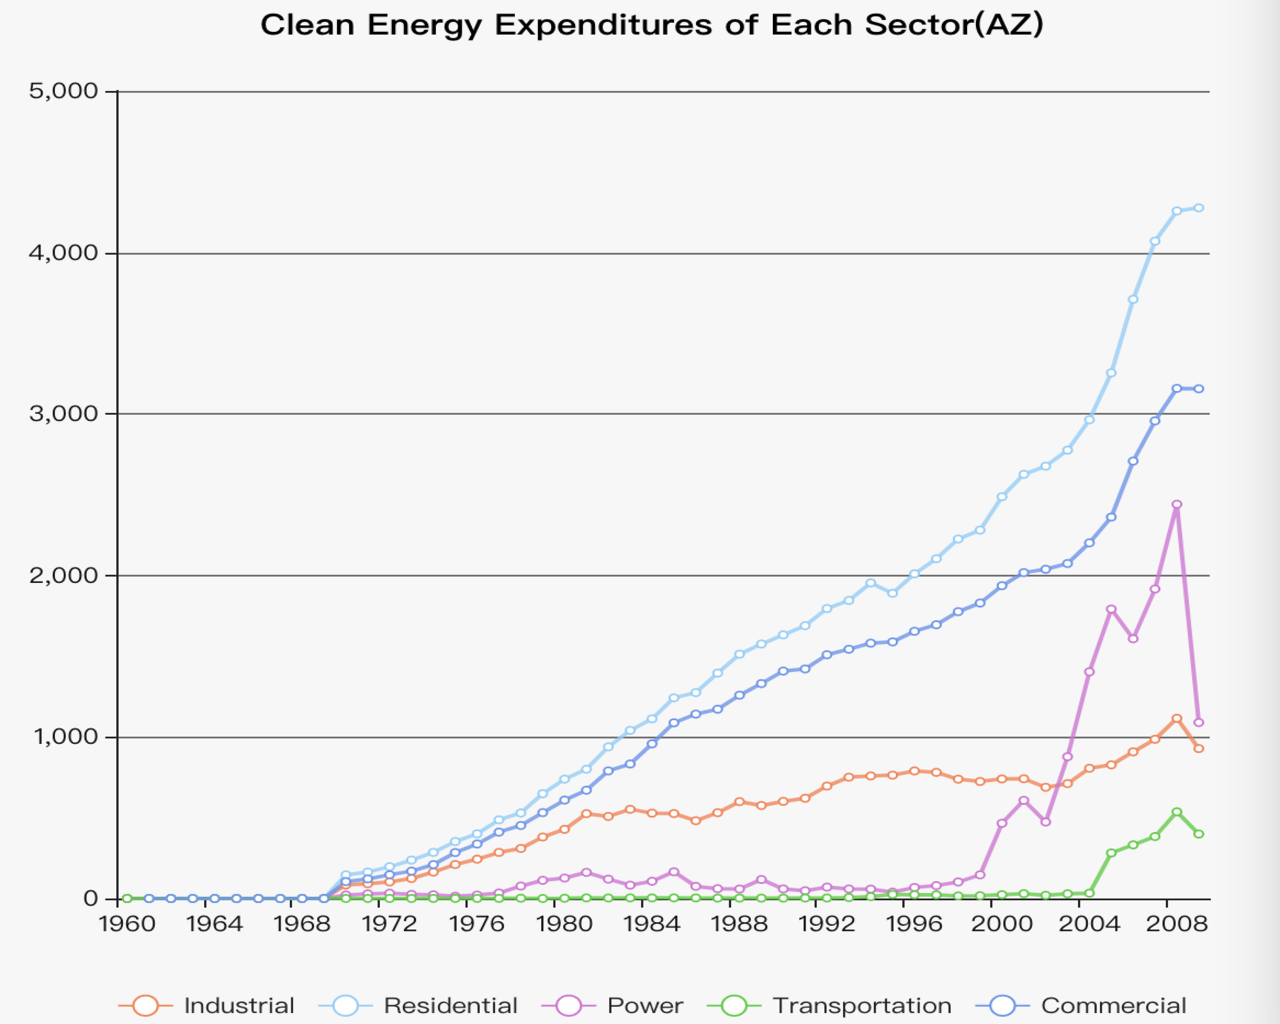 Clean Energy Expenditures of Each Sector(AZ)
5,000
4,000
3,000
2,000
1,000
0
1960 1964 1968 1972 1976 1980 1984 1988 1992 1996 2000 2004 2008
Industrial Residential Power Transportation Commercial